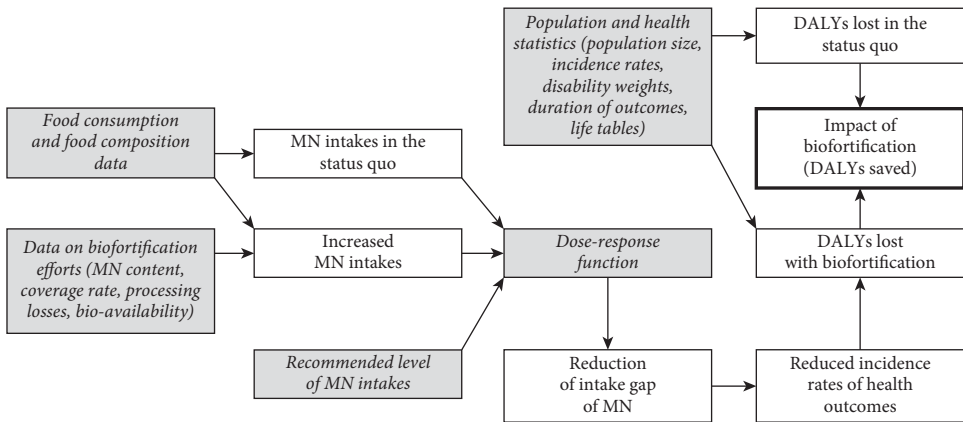 Population and health
statistics (population size,
incidence rates,
disability weights,
duration of outcomes,
life tables)
DALYs lost in the
status quo
Food consumption
and food composition
data
MN intakes in the
status quo
Impact of
biofortification
(DALYs saved)
Data on biofortification
efforts (MN content,
coverage rate, processing
losses, bio-availability)
Increased
MN intakes
Dose-response
function
DALYs lost
with biofortification
Recommended level
of MN intakes
Reduction
of intake gap
of MN
Reduced incidence
rates of health
outcomes